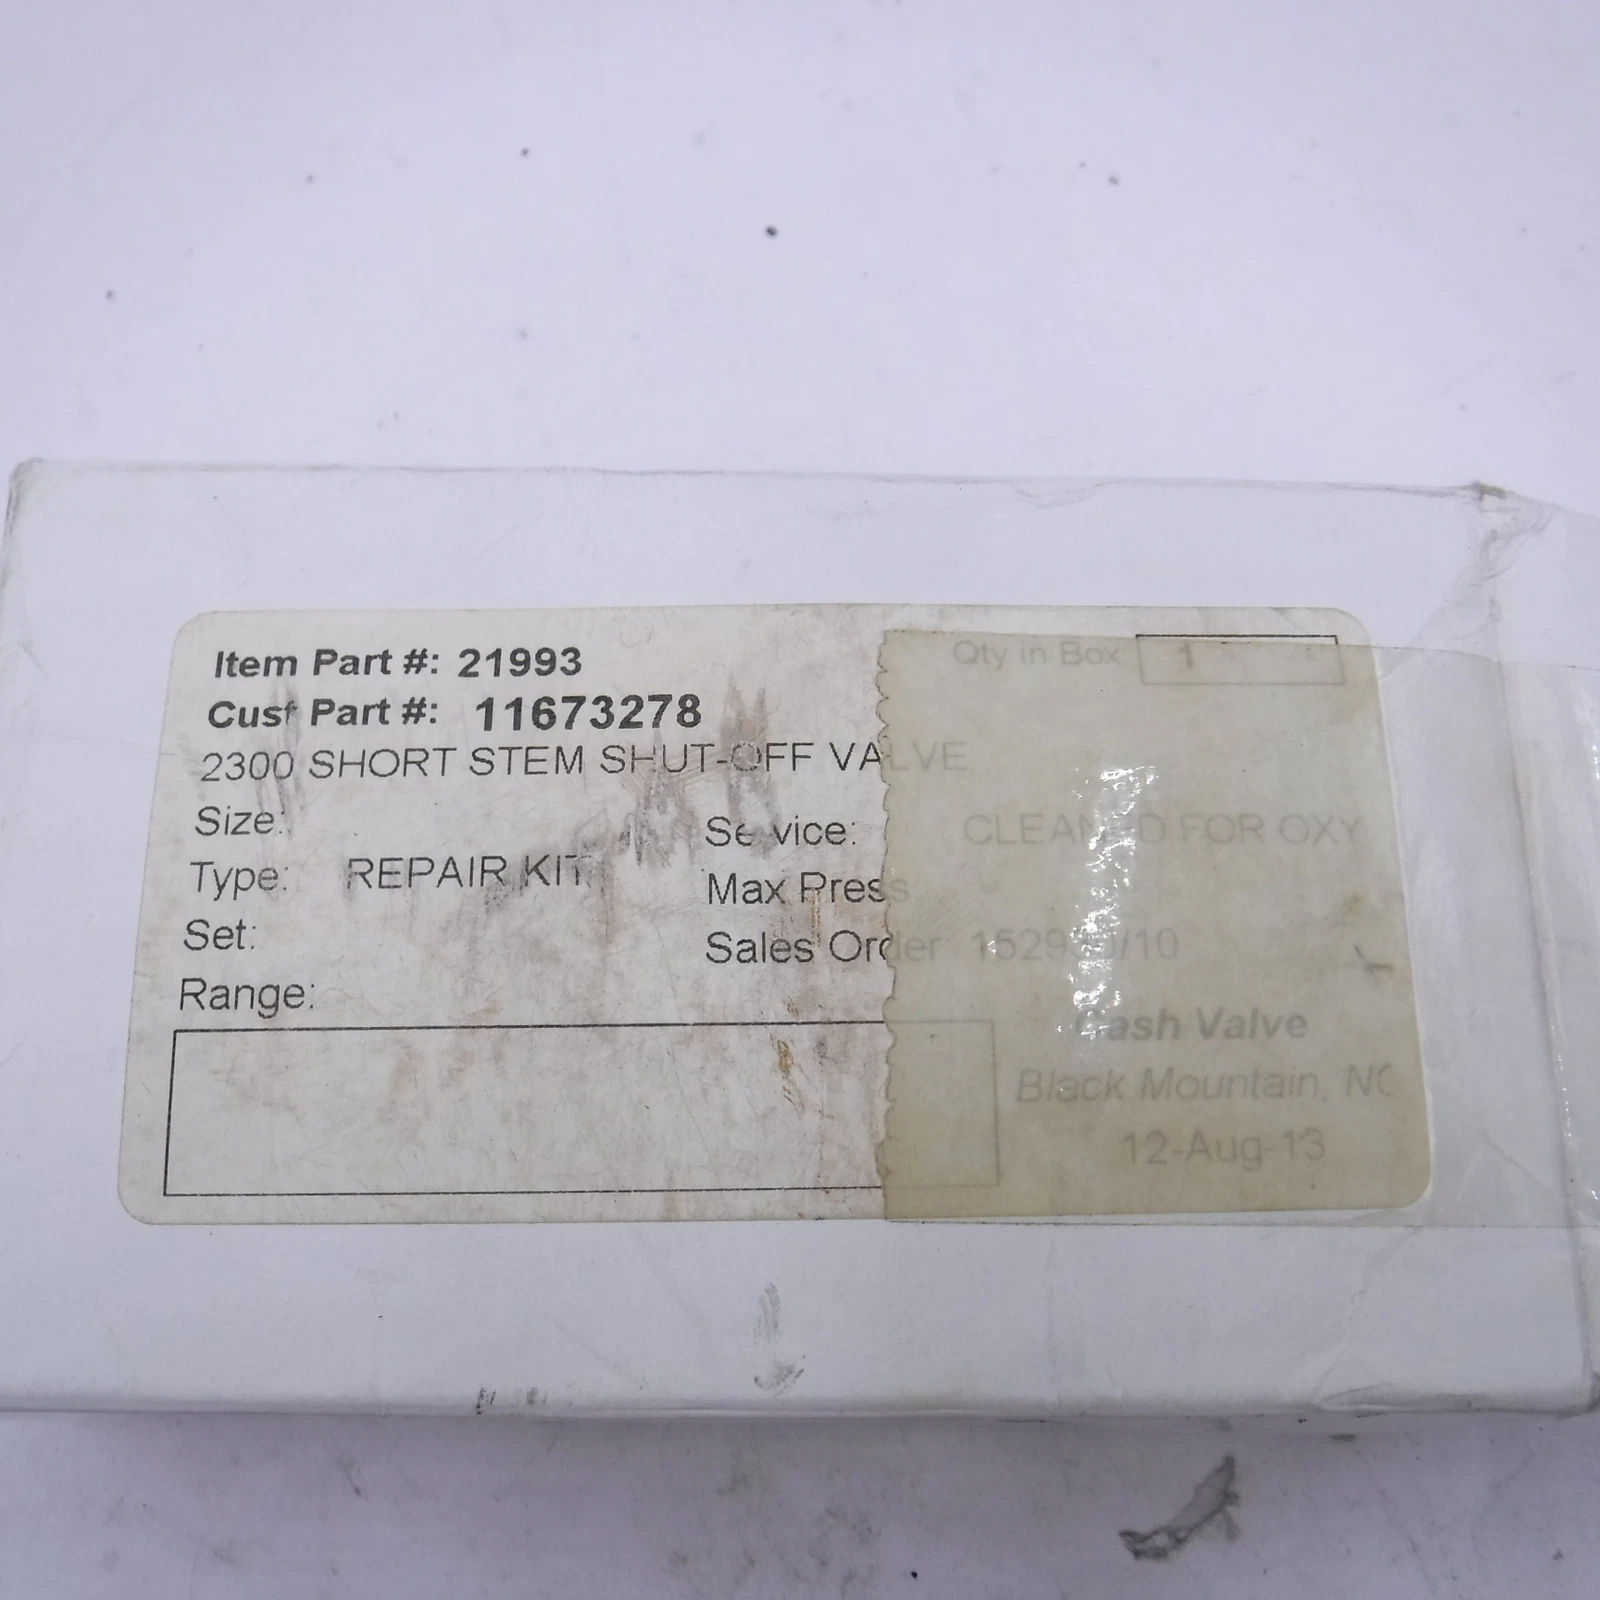 Item Part #: 21993
Qty in Box 1
Cust Part #: 11673278
2300 SHORT STEM SHUT-OFF VALVE
Size:
Service: CLEANED FOR OXY
Type: REPAIR KIT
Max Press
Set:
Sales Order
Range:
Cash Valve
Black Mountain, NC
12-Aug-13